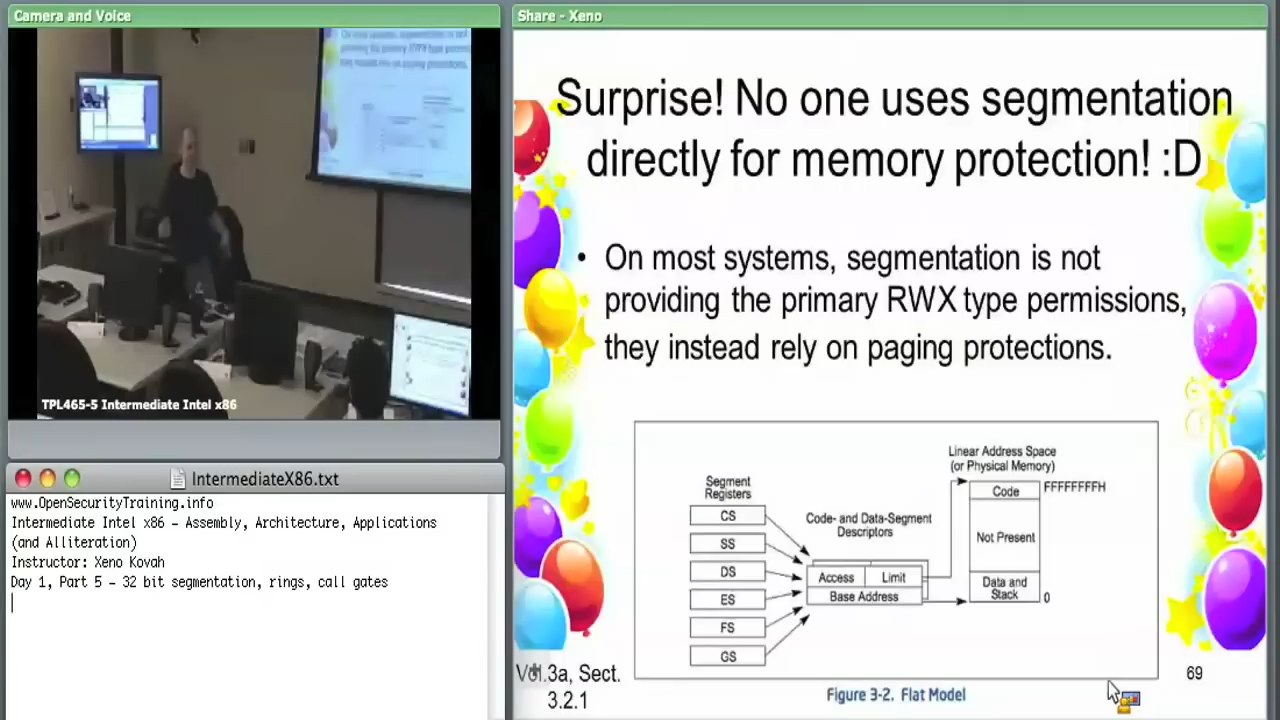 Camera and Voice
TPL465-5 Intermediate Intel x86
IntermediateX86.txt
www.OpenSecurityTraining.info
Intermediate Intel x86 – Assembly, Architecture, Applications
(and Alliteration)
Instructor: Xeno Kovah
Day 1, Part 5 – 32 bit segmentation, rings, call gates
Share - Xeno
Surprise! No one uses segmentation
directly for memory protection! :D
• On most systems, segmentation is not
providing the primary RWX type permissions,
they instead rely on paging protections.
Segment
Registers
CS
SS
DS
ES
FS
GS
Code- and Data-Segment
Descriptors
Access
Limit
Base Address
Linear Address Space
(or Physical Memory)
Code
FFFFFFFFH
Not Present
Data and
Stack
0
Figure 3-2. Flat Model
Vol.3a, Sect.
3.2.1
69